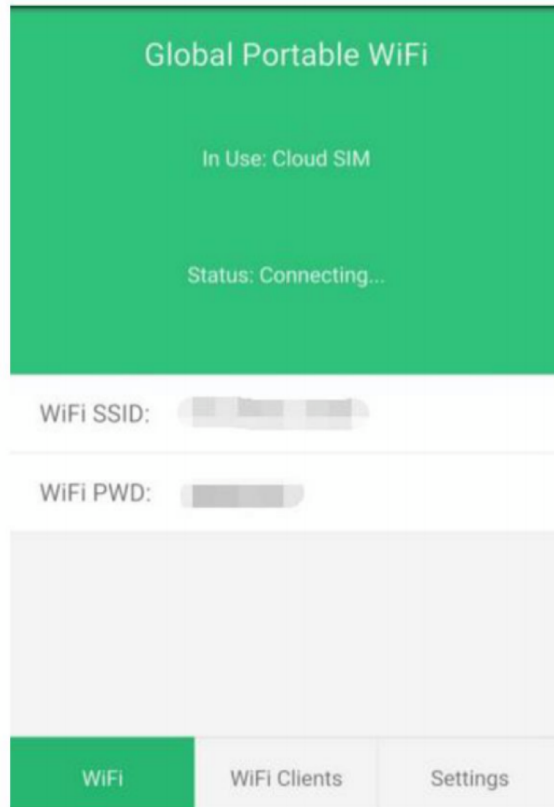 Global Portable WiFi
In Use: Cloud SIM
Status: Connecting...
WiFi SSID:
WiFi PWD:
WiFi WiFi Clients Settings